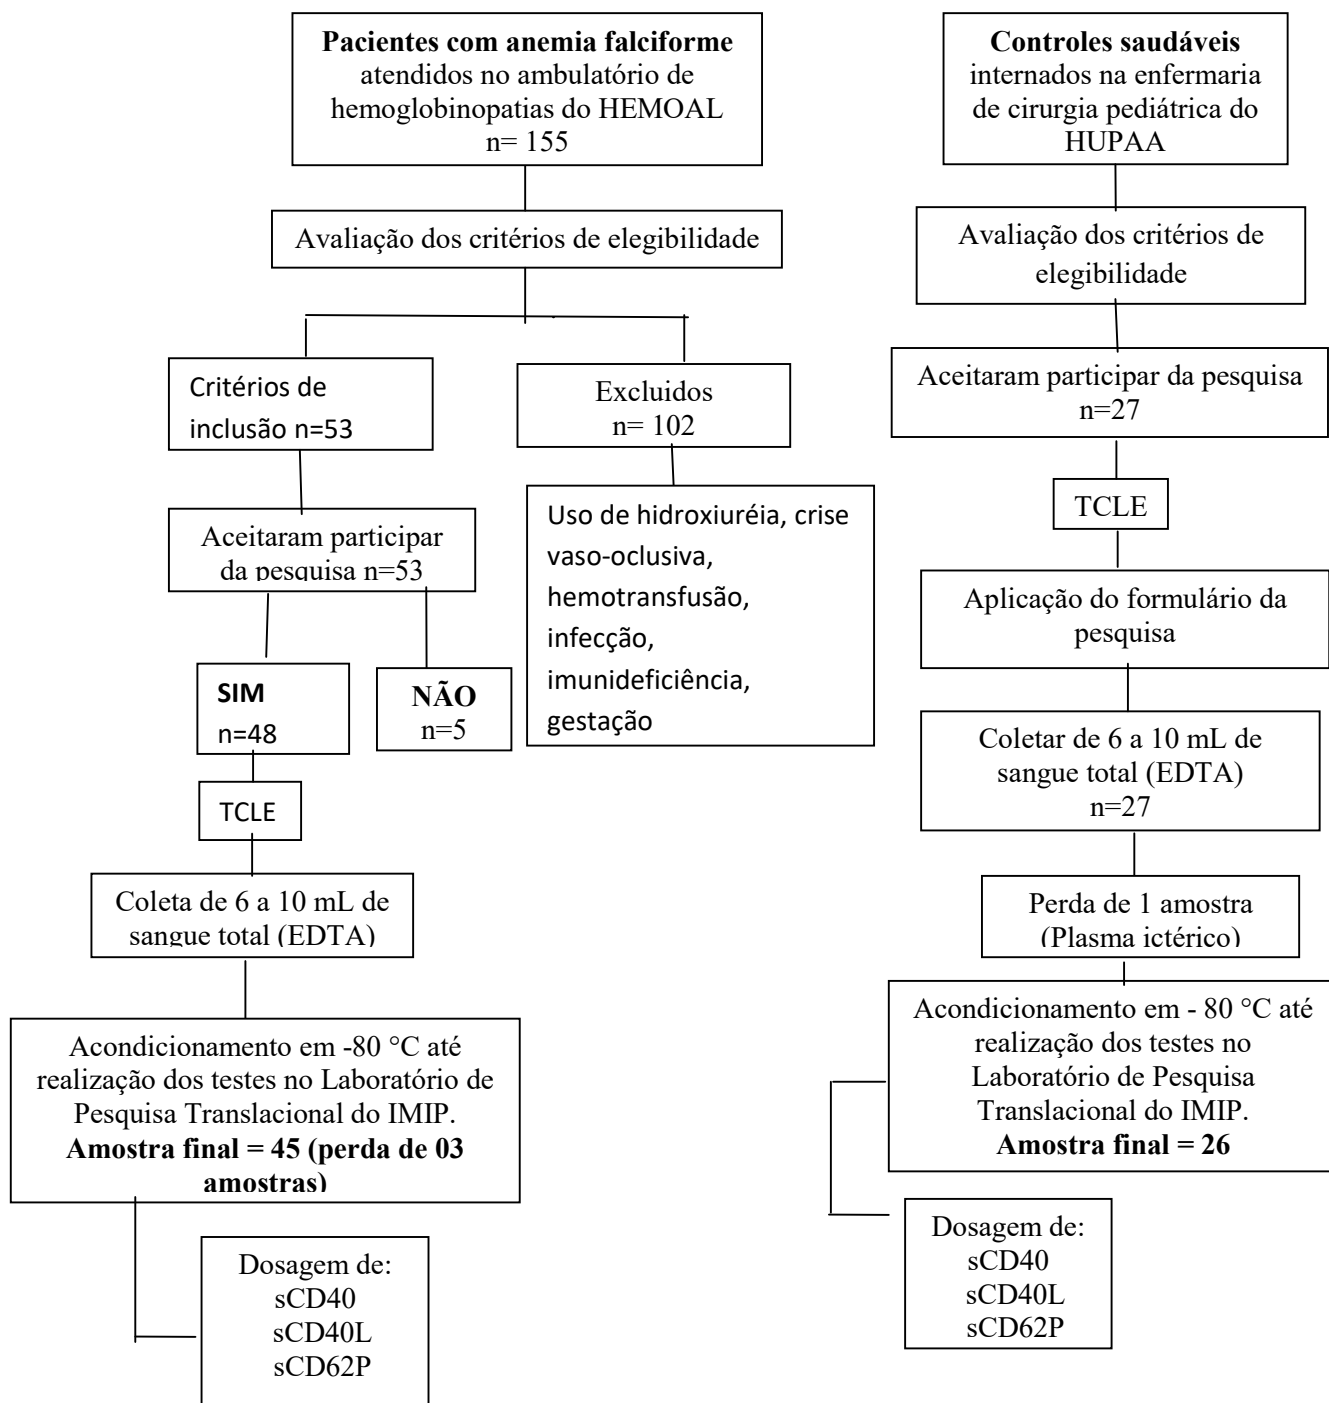 Pacientes com anemia falciforme
atendidos no ambulatório de
hemoglobinopatias do HEMOAL
n= 155
Avaliação dos critérios de elegibilidade
Critérios de
inclusão n=53
Excluidos
n= 102
Aceitaram participar
da pesquisa n=53
Uso de hidroxiuréia, crise
vaso-oclusiva,
hemotransfusão,
infecção,
imunideficiência,
gestação
SIM
n=48
NÃO
n=5
TCLE
Coleta de 6 a 10 mL de
sangue total (EDTA)
Acondicionamento em -80 °C até
realização dos testes no Laboratório de
Pesquisa Translacional do IMIP.
Amostra final = 45 (perda de 03
amostras)
Dosagem de:
sCD40
sCD40L
sCD62P
Controles saudáveis
internados na enfermaria
de cirurgia pediátrica do
HUPAA
Avaliação dos critérios de
elegibilidade
Aceitaram participar da pesquisa
n=27
TCLE
Aplicação do formulário da
pesquisa
Coletar de 6 a 10 mL de
sangue total (EDTA)
n=27
Perda de 1 amostra
(Plasma ictérico)
Acondicionamento em - 80 °C até
realização dos testes no
Laboratório de Pesquisa
Translacional do IMIP.
Amostra final = 26
Dosagem de:
sCD40
sCD40L
sCD62P